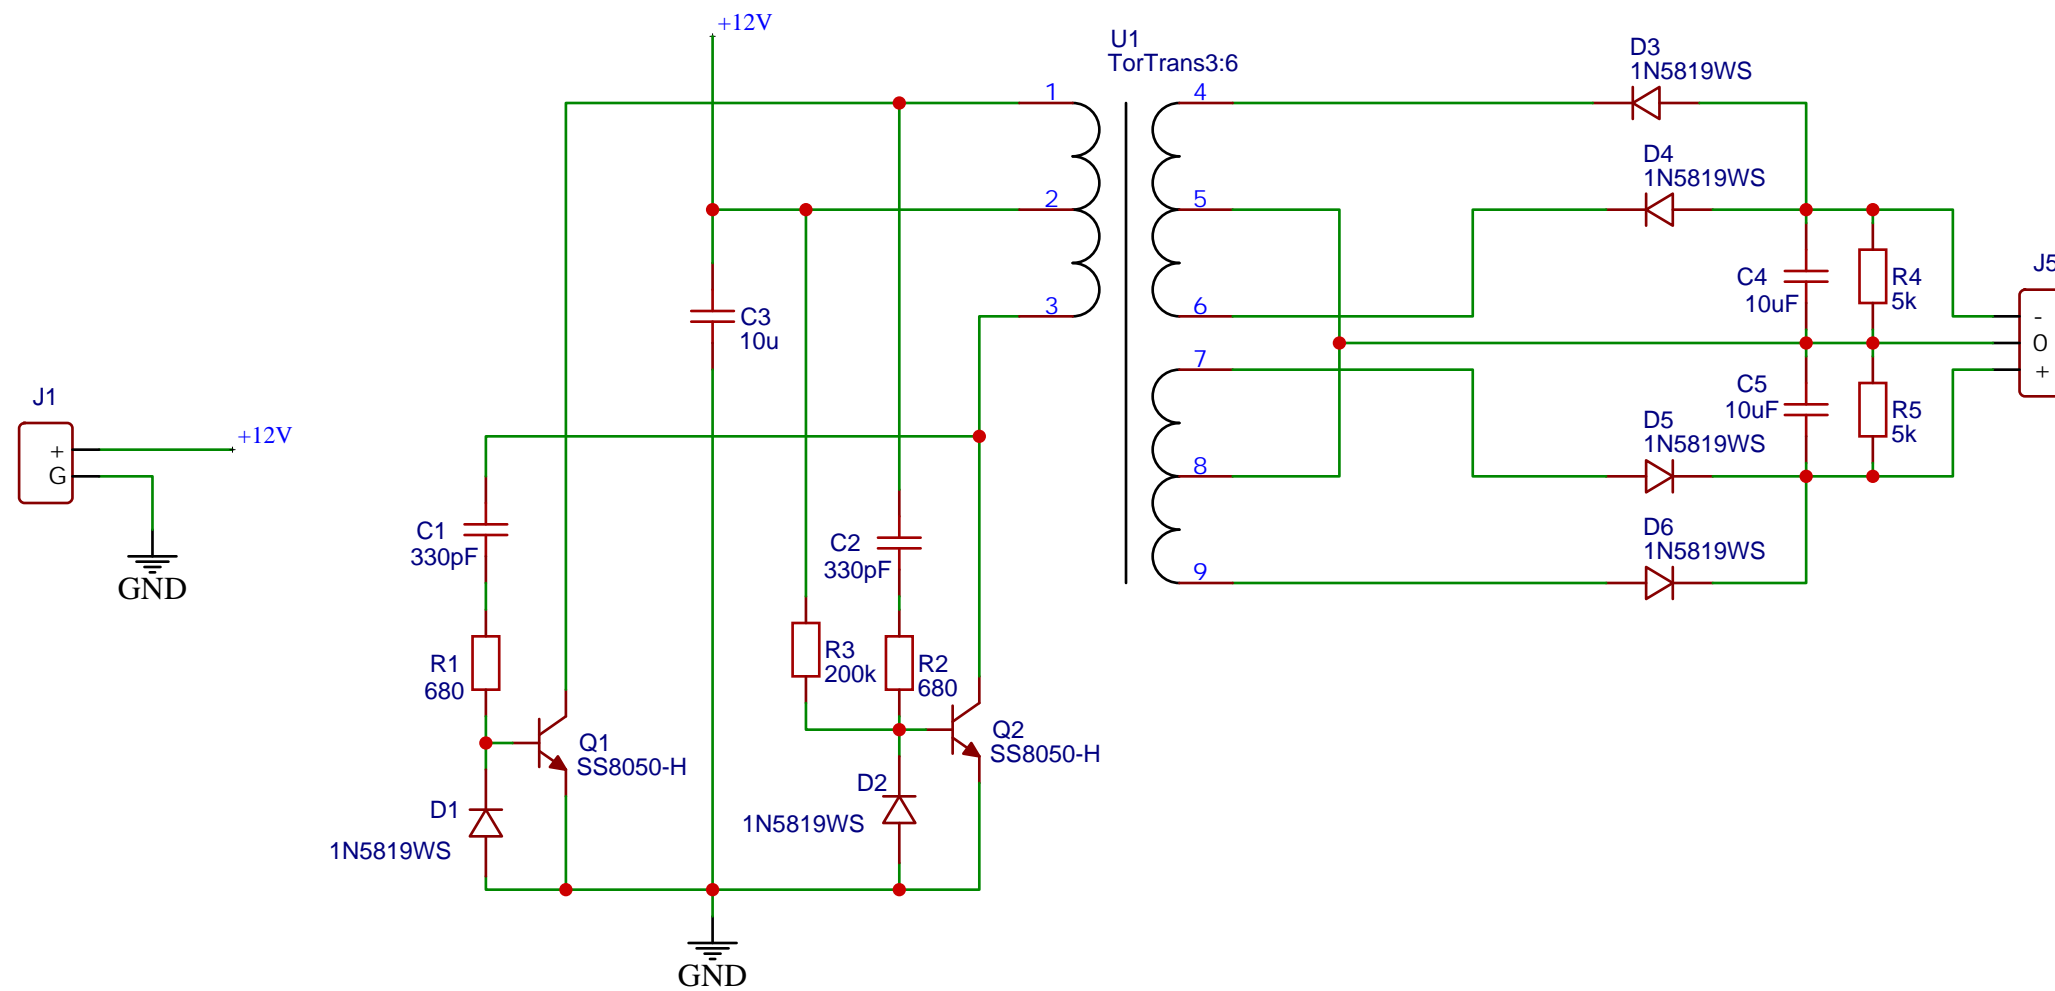 +12V
U1
TorTrans3:6
D3
1N5819WS
1
4
D4
1N5819WS
2
5
C4
10uF
R4
5k
J5
3
6
-
0
+
C3
10u
7
C5
10uF
R5
5k
D5
1N5819WS
J1
+
G
+12V
GND
8
D6
1N5819WS
9
C1
330pF
C2
330pF
R1
680
R3
200k
R2
680
Q1
SS8050-H
Q2
SS8050-H
D1
1N5819WS
D2
1N5819WS
GND